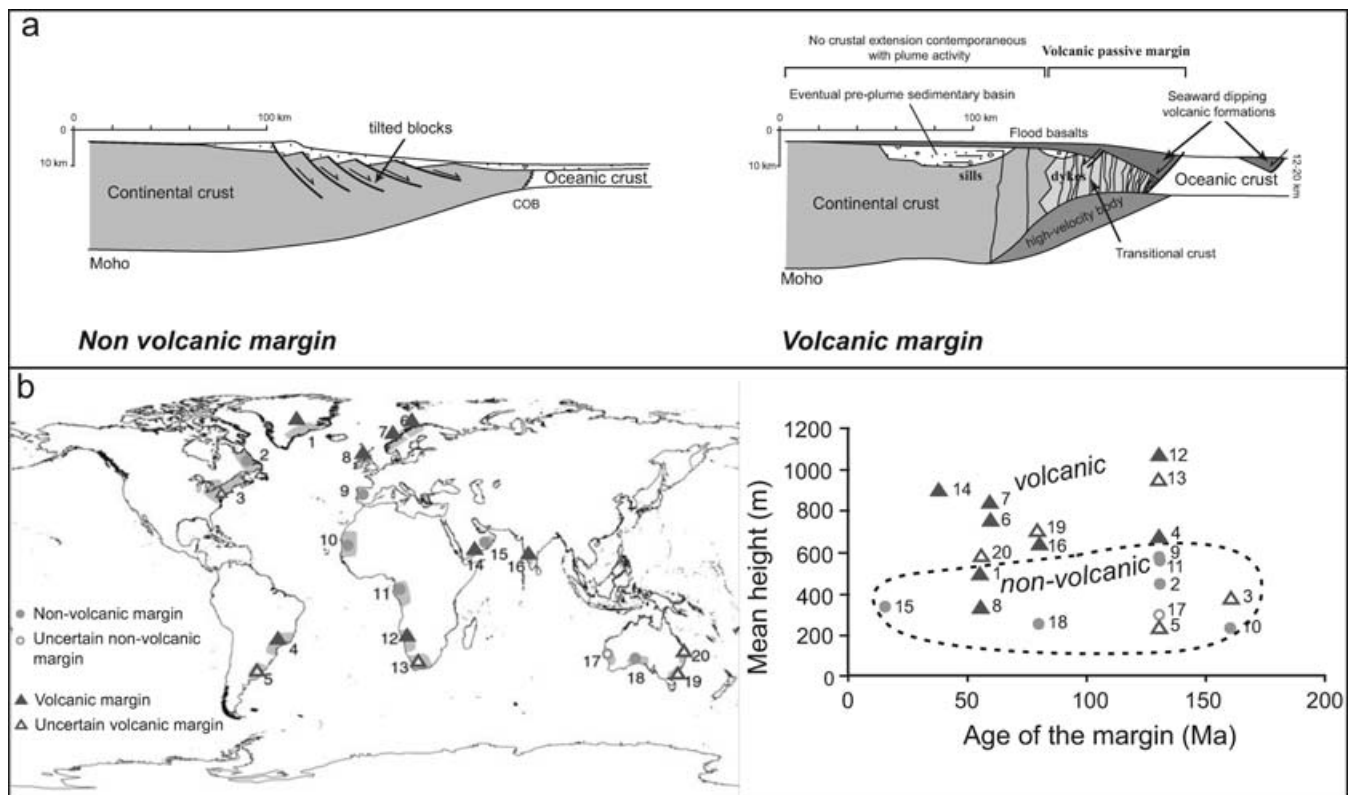 a
No crustal extension contemporaneous
with plume activity
Volcanic passive margin
Eventual pre-plume sedimentary basin
Seaward dipping
volcanic formations
0
100 km
tilted blocks
0
10 km
Continental crust
Oceanic crust
COB
Moho
0
100 km
Flood basalts
0
10 km
sills
dykes
Continental crust
Oceanic crust
12-20 km
high-velocity body
Transitional crust
Moho
Non volcanic margin
Volcanic margin
b
1
2
3
4
5
6
7
8
9
10
11
12
13
14
15
16
17
18
19
20
Non-volcanic margin
Uncertain non-volcanic
margin
Volcanic margin
Uncertain volcanic margin
Mean height (m)
1200
1000
800
600
400
200
0
volcanic
non-volcanic
12
13
14
7
6
19
16
4
20
9
11
1
2
15
8
3
17
18
5
10
0
50
100
150
200
Age of the margin (Ma)